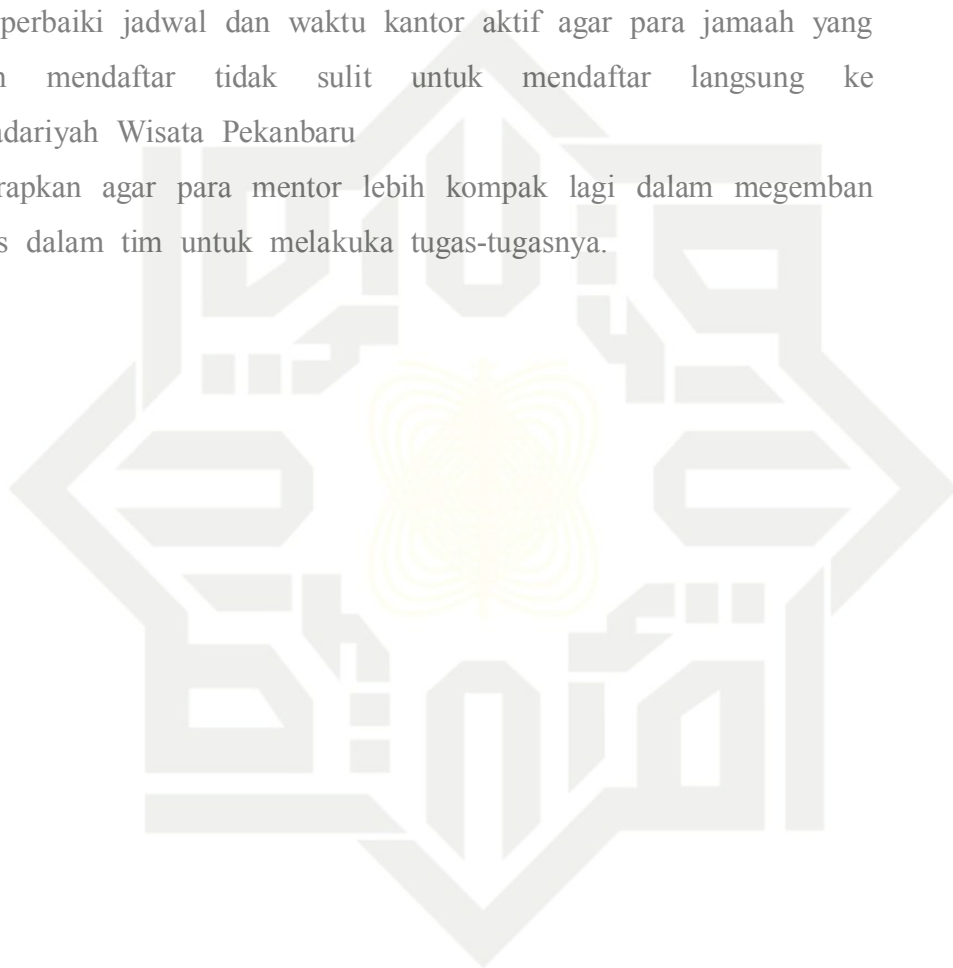 perbaiki jadwal dan waktu kantor aktif agar para jamaah yang
mendaftar tidak sulit untuk mendaftar langsung ke
adariyah Wisata Pekanbaru
rapkan agar para mentor lebih kompak lagi dalam megemban
s dalam tim untuk melakuka tugas-tugasnya.